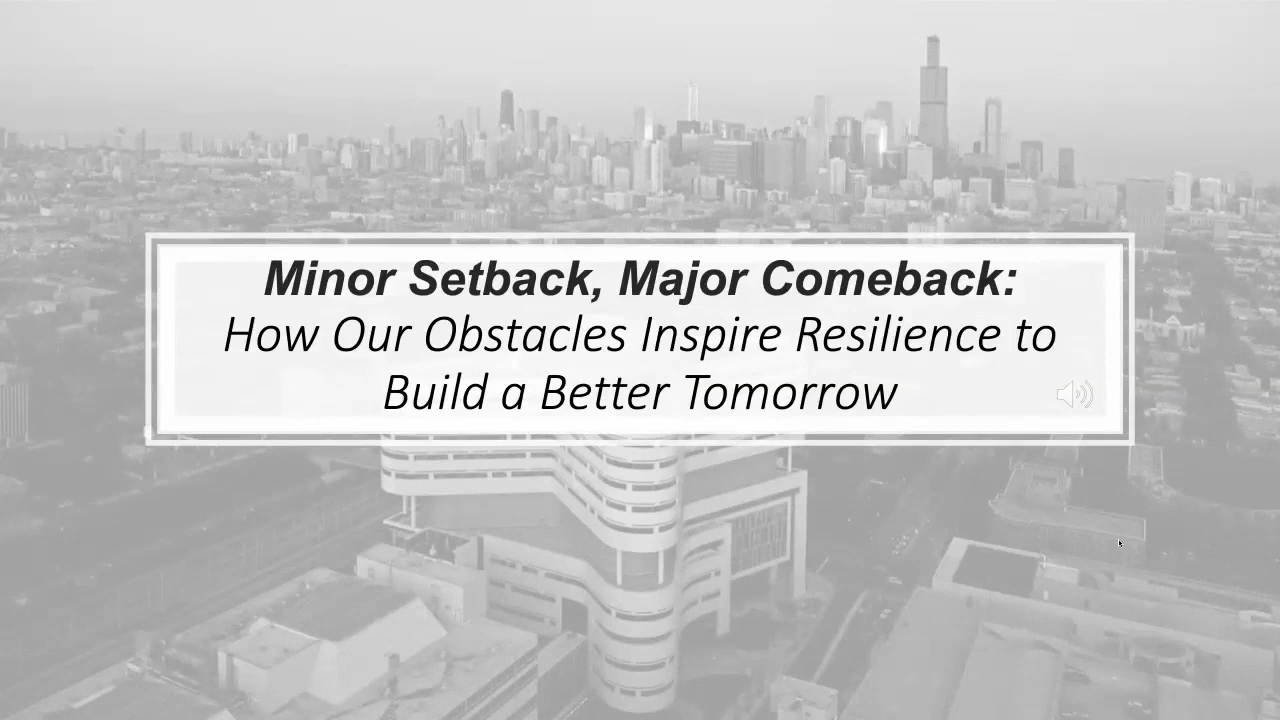 Minor Setback, Major Comeback:
How Our Obstacles Inspire Resilience to
Build a Better Tomorrow